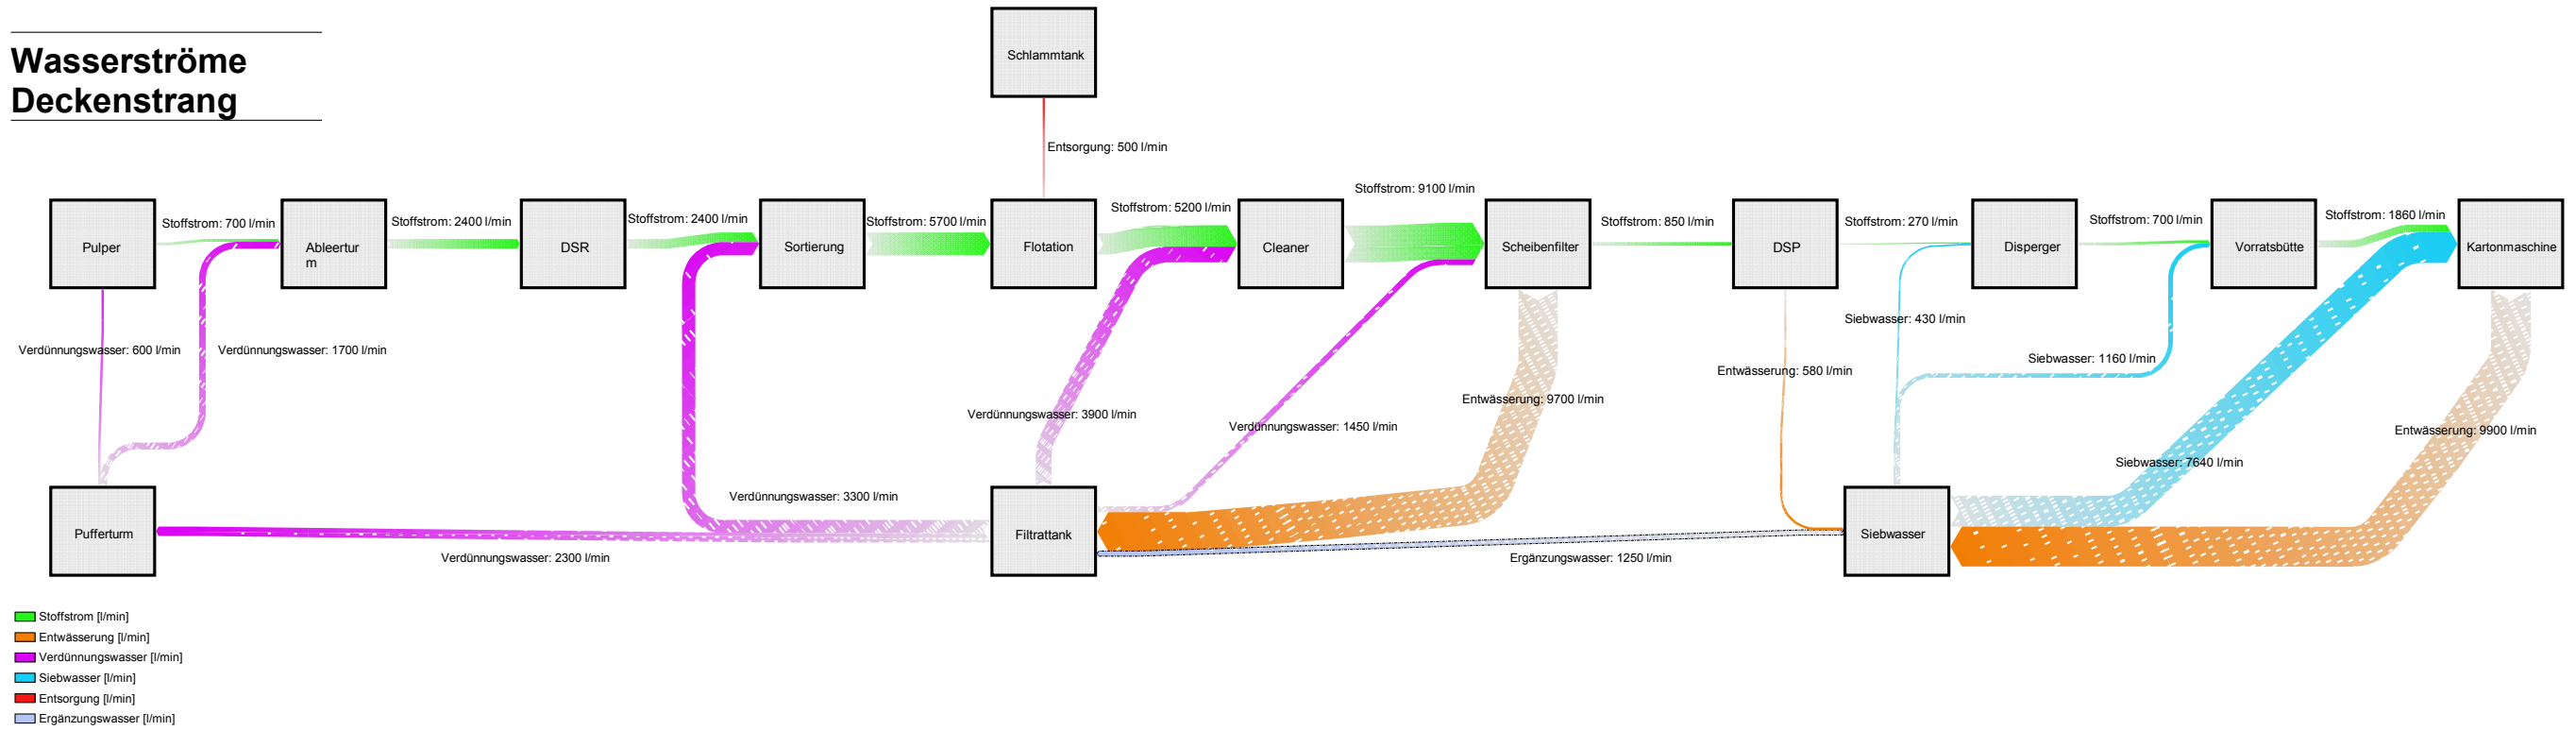 Wasserströme
Deckenstrang
Schlammtank
Entsorgung: 500 l/min
Stoffstrom: 9100 l/min
Stoffstrom: 700 l/min
Stoffstrom: 2400 l/min
Stoffstrom: 2400 l/min
Stoffstrom: 5700 l/min
Stoffstrom: 5200 l/min
Stoffstrom: 850 l/min
Stoffstrom: 270 l/min
Stoffstrom: 700 l/min
Stoffstrom: 1860 l/min
Pulper
Ableertur
m
DSR
Sortierung
Flotation
Cleaner
Scheibenfilter
DSP
Disperger
Vorratsbütte
Kartonmaschine
Siebwasser: 430 l/min
Verdünnungswasser: 600 l/min
Verdünnungswasser: 1700 l/min
Siebwasser: 1160 l/min
Entwässerung: 580 l/min
Entwässerung: 9700 l/min
Verdünnungswasser: 3900 l/min
Verdünnungswasser: 1450 l/min
Entwässerung: 9900 l/min
Siebwasser: 7640 l/min
Verdünnungswasser: 3300 l/min
Pufferturm
Filtrattank
Siebwasser
Verdünnungswasser: 2300 l/min
Ergänzungswasser: 1250 l/min
Stoffstrom [l/min]
Entwässerung [l/min]
Verdünnungswasser [l/min]
Siebwasser [l/min]
Entsorgung [l/min]
Ergänzungswasser [l/min]